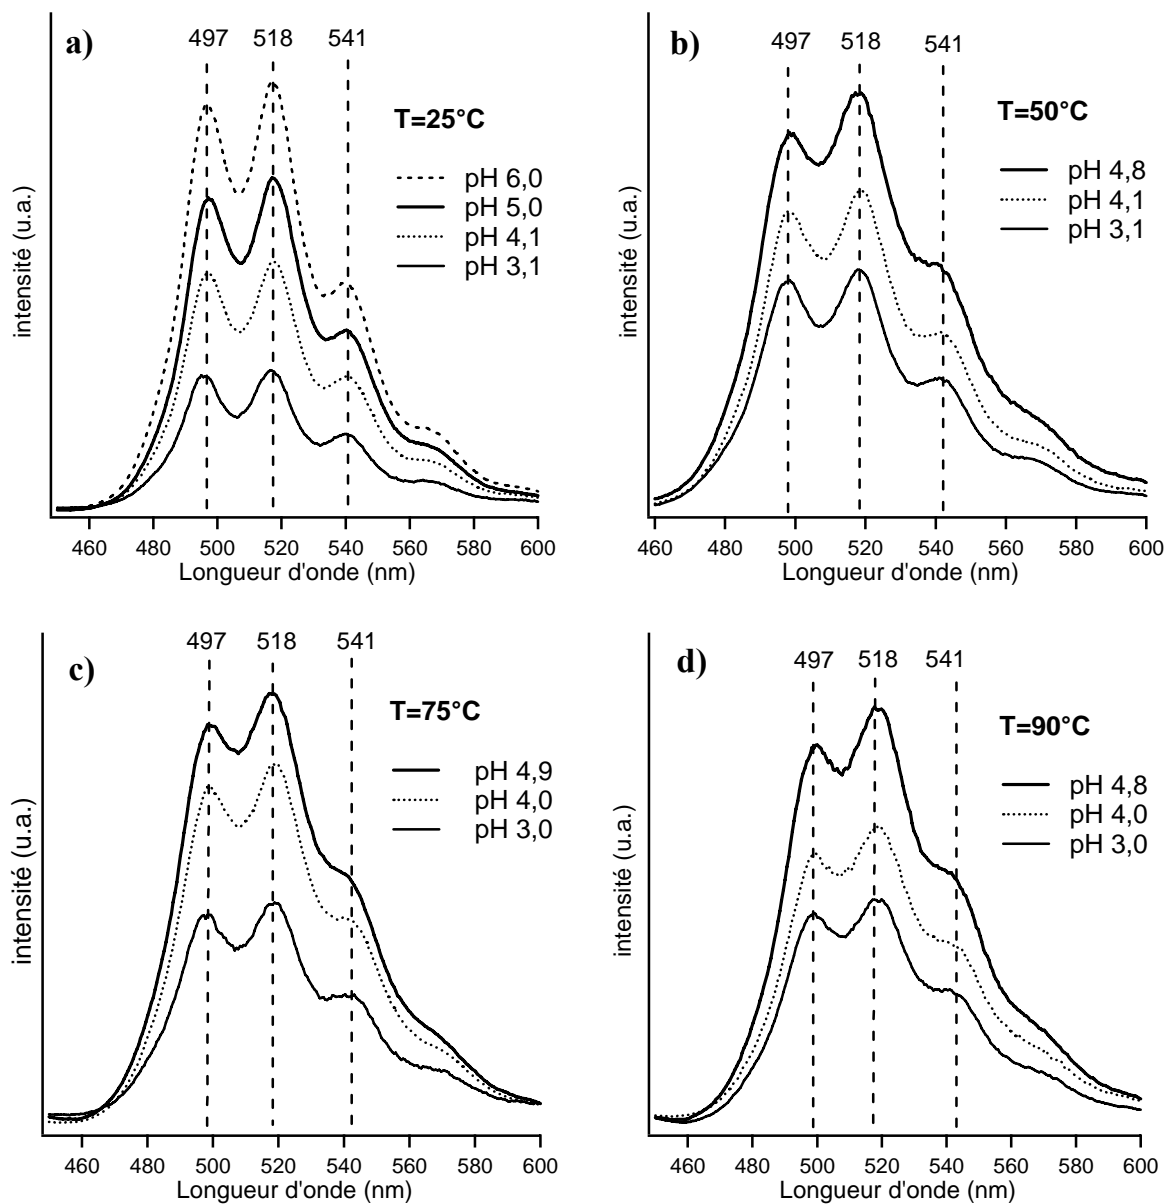 a)
497 518 541
T=25°C
pH 6,0
pH 5,0
pH 4,1
pH 3,1
intensité (u.a.)
460 480 500 520 540 560 580 600
Longueur d'onde (nm)
b)
497 518 541
T=50°C
pH 4,8
pH 4,1
pH 3,1
intensité (u.a.)
460 480 500 520 540 560 580 600
Longueur d'onde (nm)
c)
497 518 541
T=75°C
pH 4,9
pH 4,0
pH 3,0
intensité (u.a.)
460 480 500 520 540 560 580 600
Longueur d'onde (nm)
d)
497 518 541
T=90°C
pH 4,8
pH 4,0
pH 3,0
intensité (u.a.)
460 480 500 520 540 560 580 600
Longueur d'onde (nm)